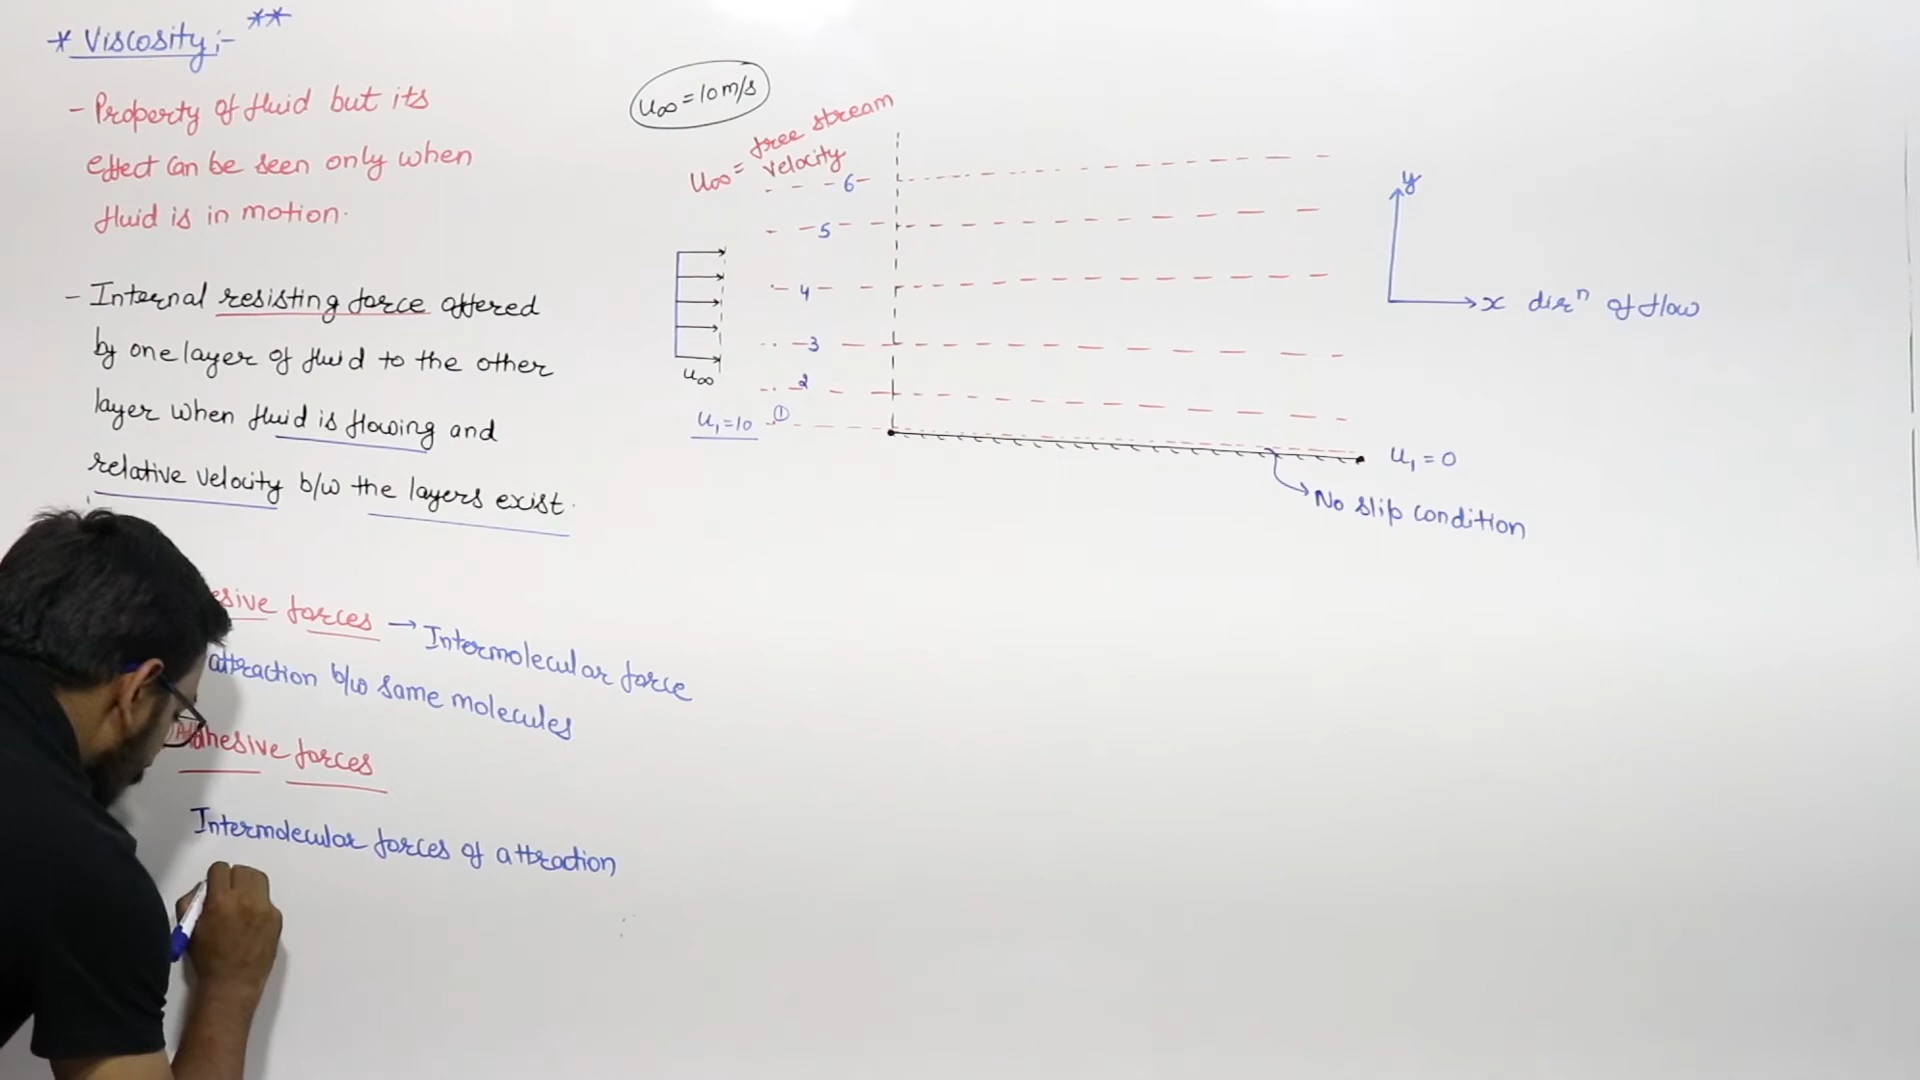 * Viscosity :- **
- Property of fluid but its
effect can be seen only when
fluid is in motion.
- Internal resisting force offered
by one layer of fluid to the other
layer when fluid is flowing and
relative velocity b/w the layers exist.
esive forces → Intermolecular force
attraction b/w same molecules
Adhesive forces
Intermolecular forces of attraction
u∞ = 10 m/s
u∞ = free stream
velocity
6
5
4
3
2
①
u∞
u₁=10
u₁ = 0
No slip condition
y
x dirⁿ of flow